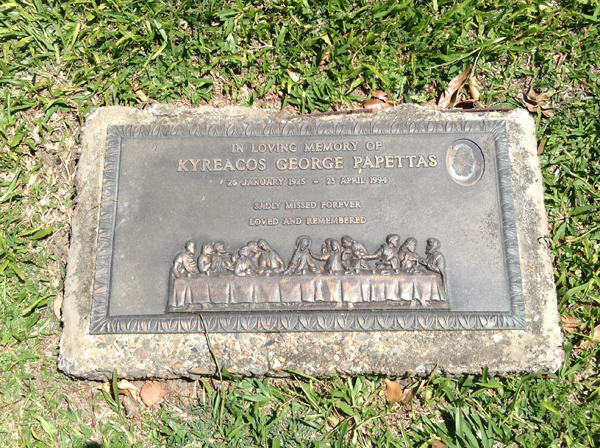 IN LOVING MEMORY OF
KYREACOS GEORGE PAPETTAS
26 JANUARY 1925 - 23 APRIL 1994
SADLY MISSED FOREVER
LOVED AND REMEMBERED